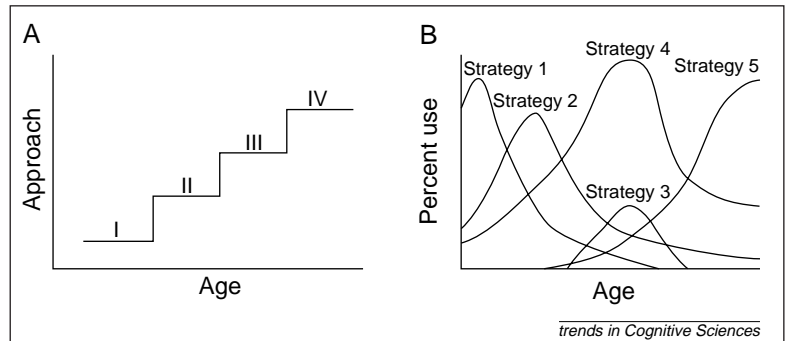 A
Approach
I
II
III
IV
Age
B
Percent use
Strategy 1
Strategy 2
Strategy 4
Strategy 5
Strategy 3
Age
trends in Cognitive Sciences